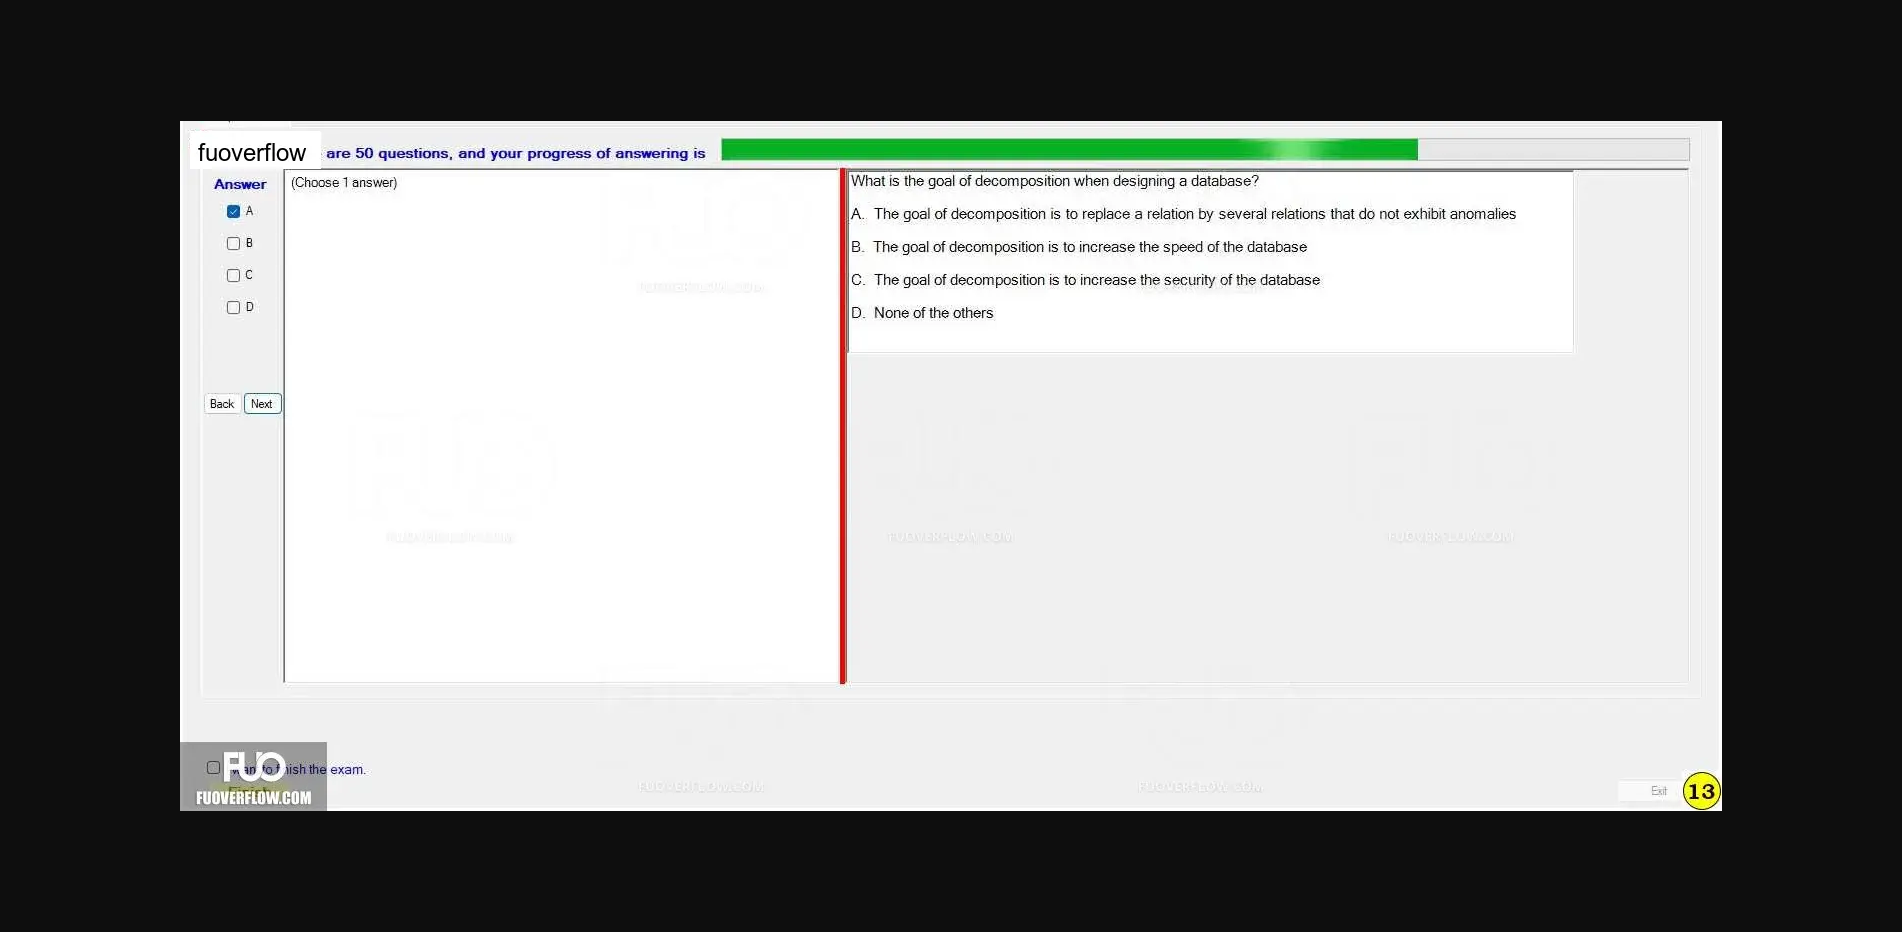 fuoverflow are 50 questions, and your progress of answering is
Answer
(Choose 1 answer)
A
B
C
D
Back Next
What is the goal of decomposition when designing a database?
A. The goal of decomposition is to replace a relation by several relations that do not exhibit anomalies
B. The goal of decomposition is to increase the speed of the database
C. The goal of decomposition is to increase the security of the database
D. None of the others
FUOVERFLOW.COM
FUOVERFLOW.COM
FUOVERFLOW.COM
FUOVERFLOW.COM
FUOVERFLOW.COM
FUOVERFLOW.COM
FUO
to finish the exam.
Finish
FUOVERFLOW.COM
Exit
13